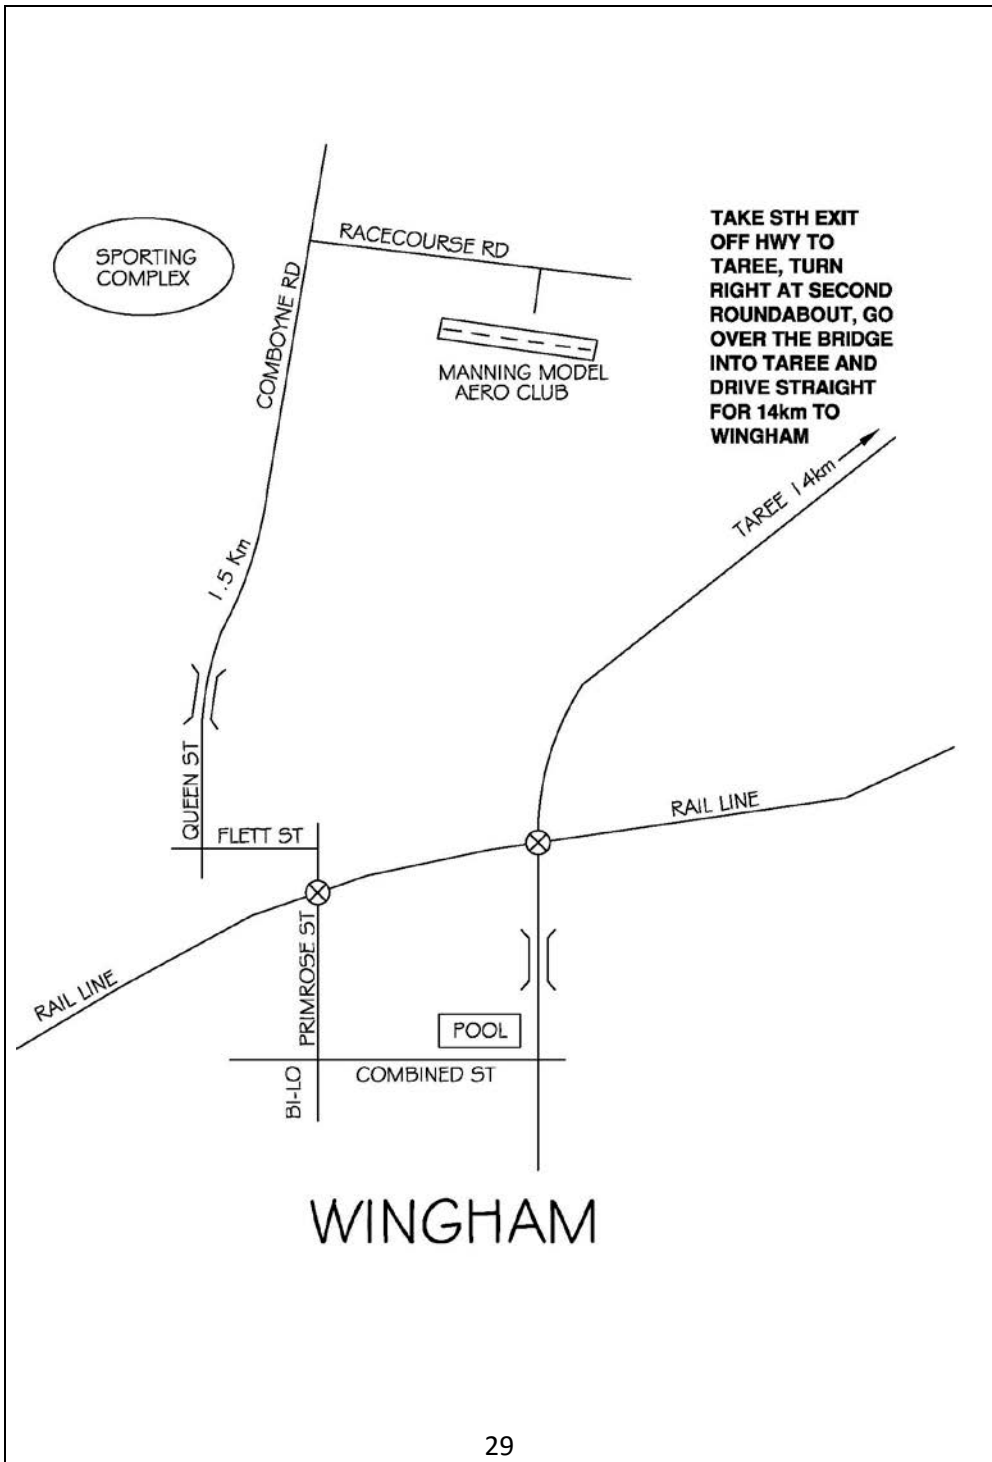 TAKE STH EXIT
OFF HWY TO
TAREE, TURN
RIGHT AT SECOND
ROUNDABOUT, GO
OVER THE BRIDGE
INTO TAREE AND
DRIVE STRAIGHT
FOR 14km TO
WINGHAM
RACECOURSE RD
SPORTING
COMPLEX
COMBOYNE RD
MANNING MODEL
AERO CLUB
TAREE 14km
1.5 Km
QUEEN ST
RAIL LINE
FLETT ST
PRIMROSE ST
RAIL LINE
POOL
COMBINED ST
BI-LO
WINGHAM
29